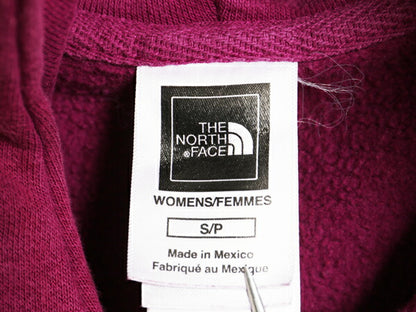 THE
NORTH
®FACE
WOMENS/FEMMES
S/P
Made in Mexico
Fabriqué au Mexique